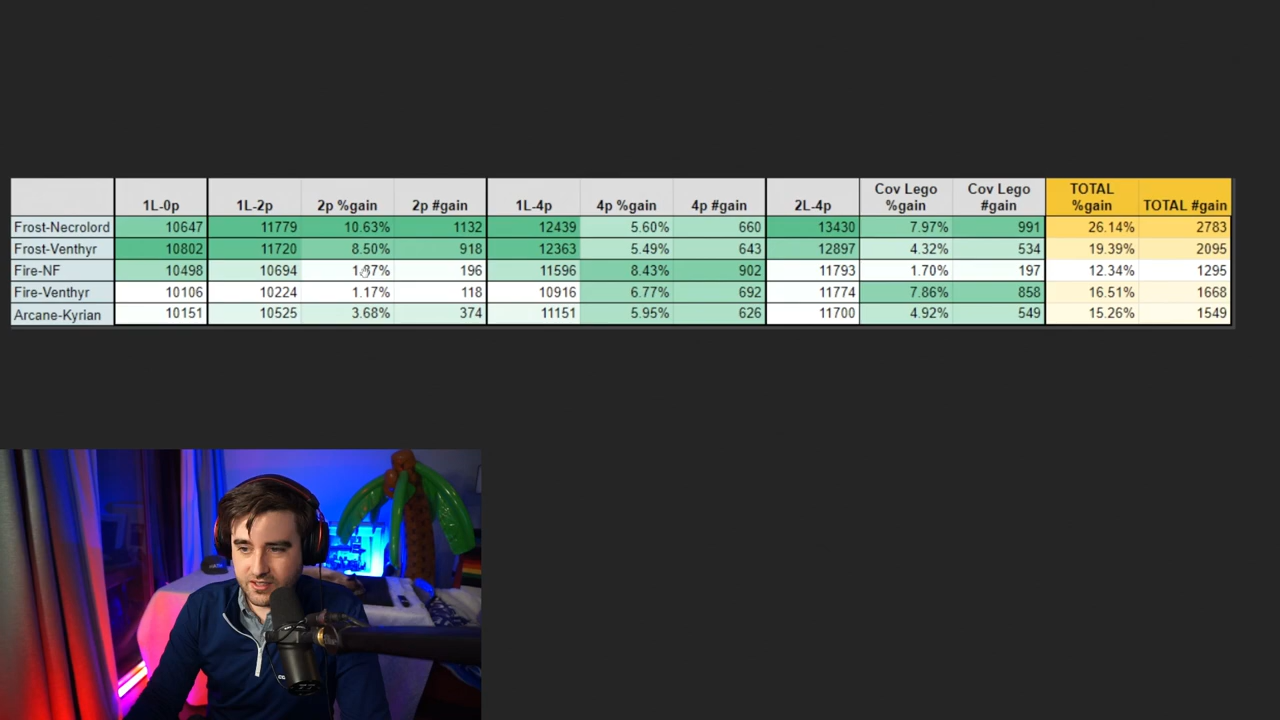 1L-0p 1L-2p 2p %gain 2p #gain 1L-4p 4p %gain 4p #gain 2L-4p Cov Lego %gain Cov Lego #gain TOTAL %gain TOTAL #gain
Frost-Necrolord 10647 11779 10.63% 1132 12439 5.60% 660 13430 7.97% 991 26.14% 2783
Frost-Venthyr 10802 11720 8.50% 918 12363 5.49% 643 12897 4.32% 534 19.39% 2095
Fire-NF 10498 10694 1.87% 196 11596 8.43% 902 11793 1.70% 197 12.34% 1295
Fire-Venthyr 10106 10224 1.17% 118 10916 6.77% 692 11774 7.86% 858 16.51% 1668
Arcane-Kyrian 10151 10525 3.68% 374 11151 5.95% 626 11700 4.92% 549 15.26% 1549